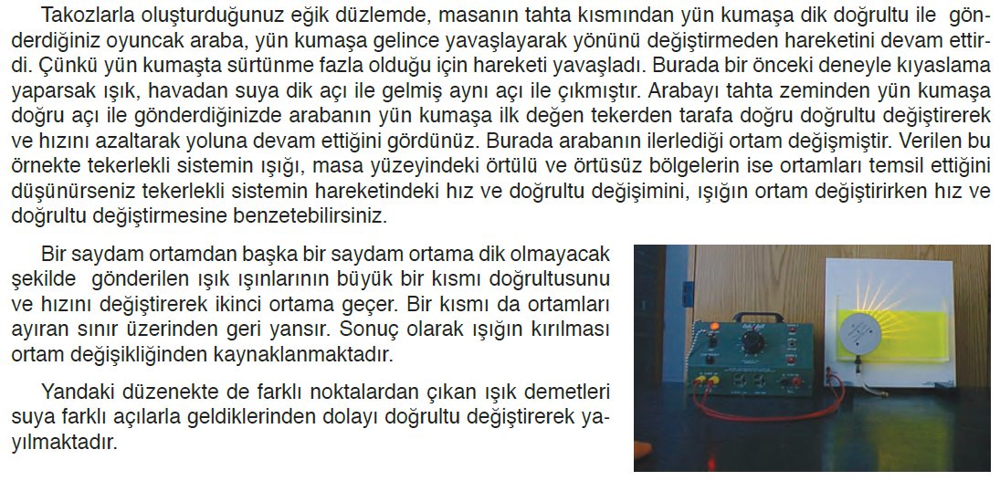 Takozlarla oluşturduğunuz eğik düzlemde, masanın tahta kısmından yün kumaşa dik doğrultu ile gön-
derdiğiniz oyuncak araba, yün kumaşa gelince yavaşlayarak yönünü değiştirmeden hareketini devam ettir-
di. Çünkü yün kumaşta sürtünme fazla olduğu için hareketi yavaşladı. Burada bir önceki deneyle kıyaslama
yaparsak ışık, havadan suya dik açı ile gelmiş aynı açı ile çıkmıştır. Arabayı tahta zeminden yün kumaşa
doğru açı ile gönderdiğinizde arabanın yün kumaşa ilk değen tekerden tarafa doğru doğrultu değiştirerek
ve hızını azaltarak yoluna devam ettiğini gördünüz. Burada arabanın ilerlediği ortam değişmiştir. Verilen bu
örnekte tekerlekli sistemin ışığı, masa yüzeyindeki örtülü ve örtüsüz bölgelerin ise ortamları temsil ettiğini
düşünürseniz tekerlekli sistemin hareketindeki hız ve doğrultu değişimini, ışığın ortam değiştirirken hız ve
doğrultu değiştirmesine benzetebilirsiniz.
Bir saydam ortamdan başka bir saydam ortama dik olmayacak
şekilde gönderilen ışık ışınlarının büyük bir kısmı doğrultusunu
ve hızını değiştirerek ikinci ortama geçer. Bir kısmı da ortamları
ayıran sınır üzerinden geri yansır. Sonuç olarak ışığın kırılması
ortam değişikliğinden kaynaklanmaktadır.
Yandaki düzenekte de farklı noktalardan çıkan ışık demetleri
suya farklı açılarla geldiklerinden dolayı doğrultu değiştirerek ya-
yılmaktadır.